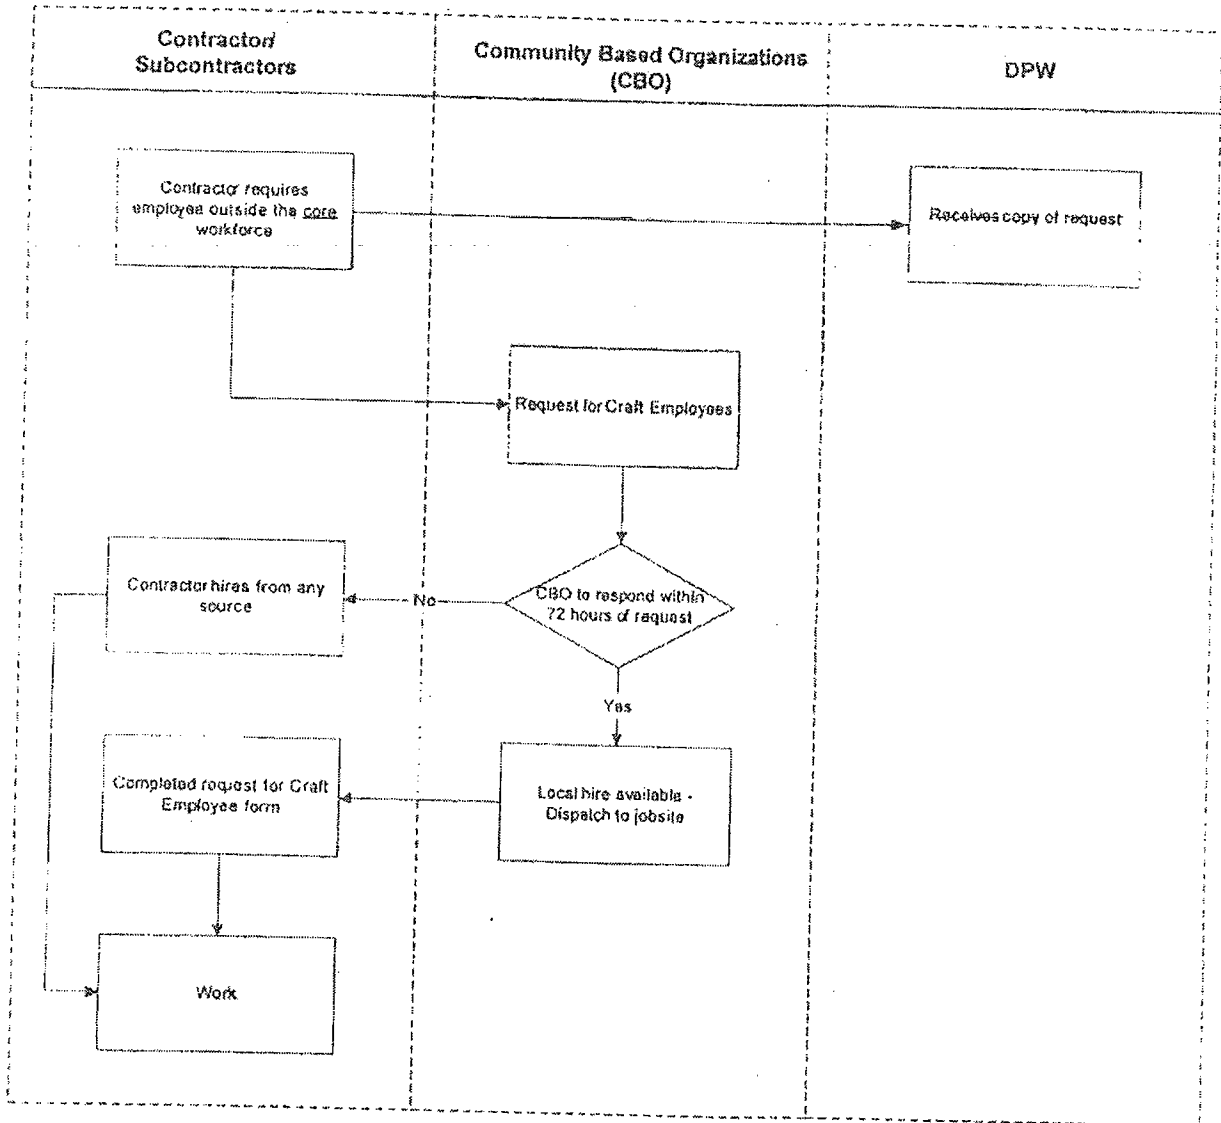 Contractor/
Subcontractors
Community Based Organizations
(CBO)
DPW
Contractor requires
employee outside the core
workforce
Receives copy of request
Request for Craft Employees
Contractor hires from any
source
No
CBO to respond within
72 hours of request
Yes
Completed request for Craft
Employee form
Local hire available -
Dispatch to jobsite
Work